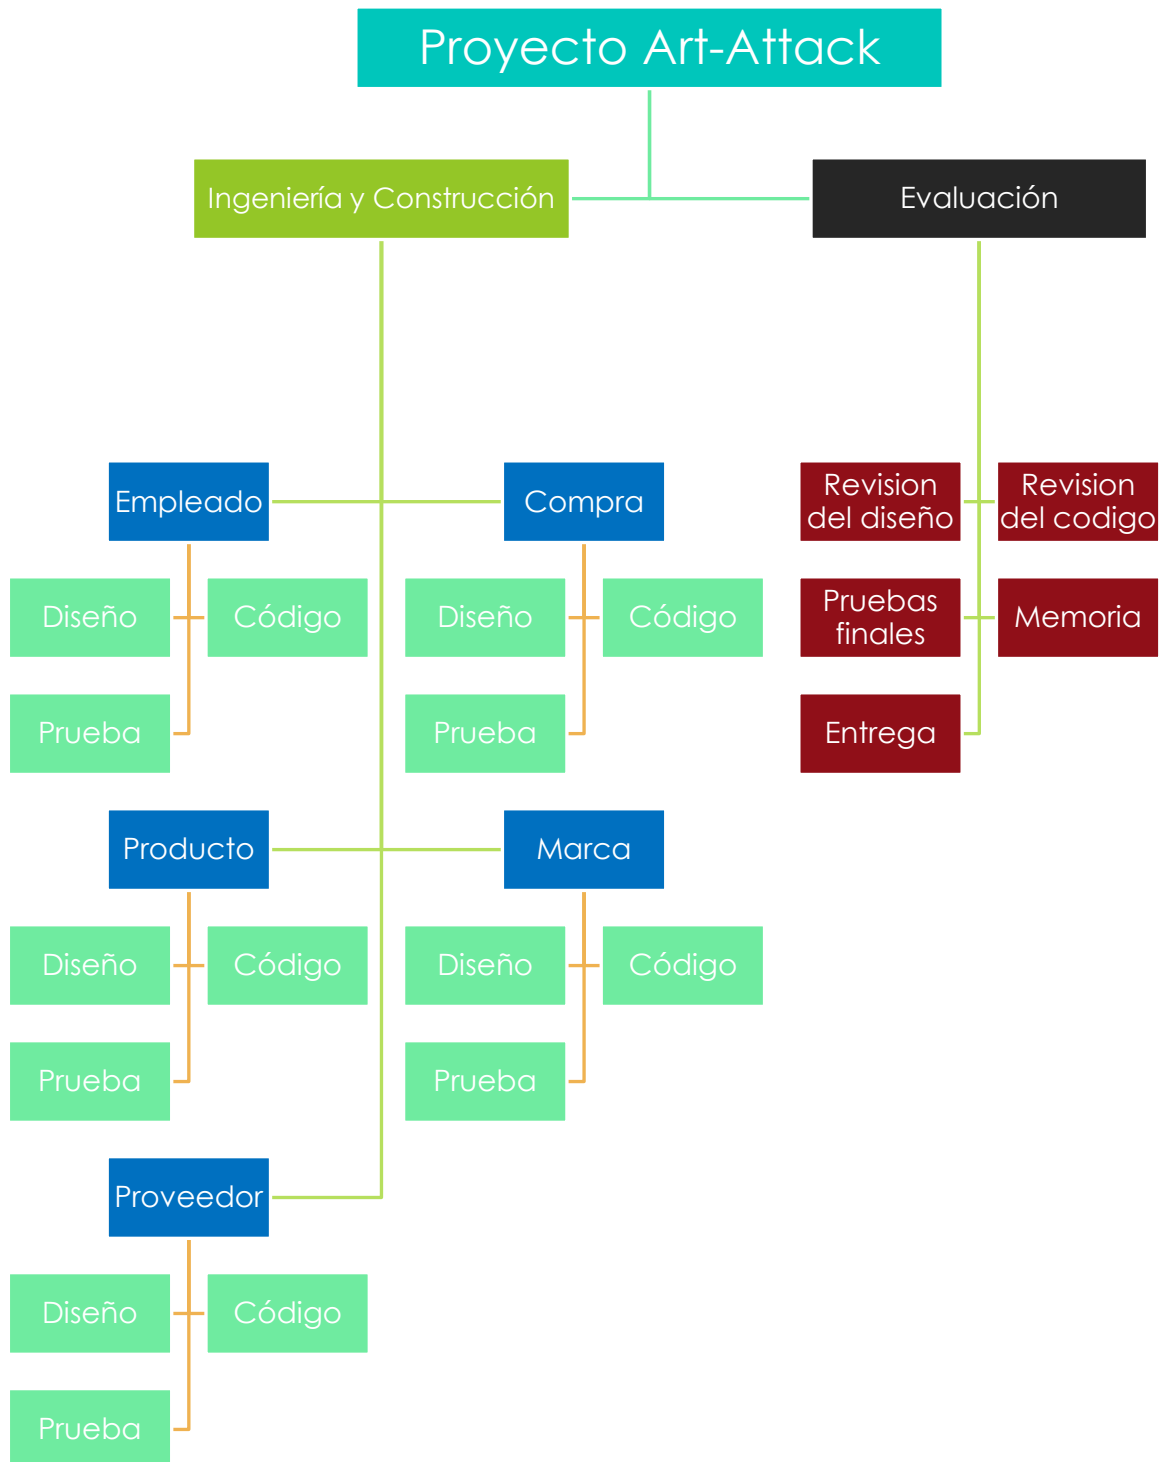 Proyecto Art-Attack
Ingeniería y Construcción
Evaluación
Empleado
Compra
Revision
del diseño
Revision
del codigo
Diseño
Código
Diseño
Código
Pruebas
finales
Memoria
Prueba
Prueba
Entrega
Producto
Marca
Diseño
Código
Diseño
Código
Prueba
Prueba
Proveedor
Diseño
Código
Prueba